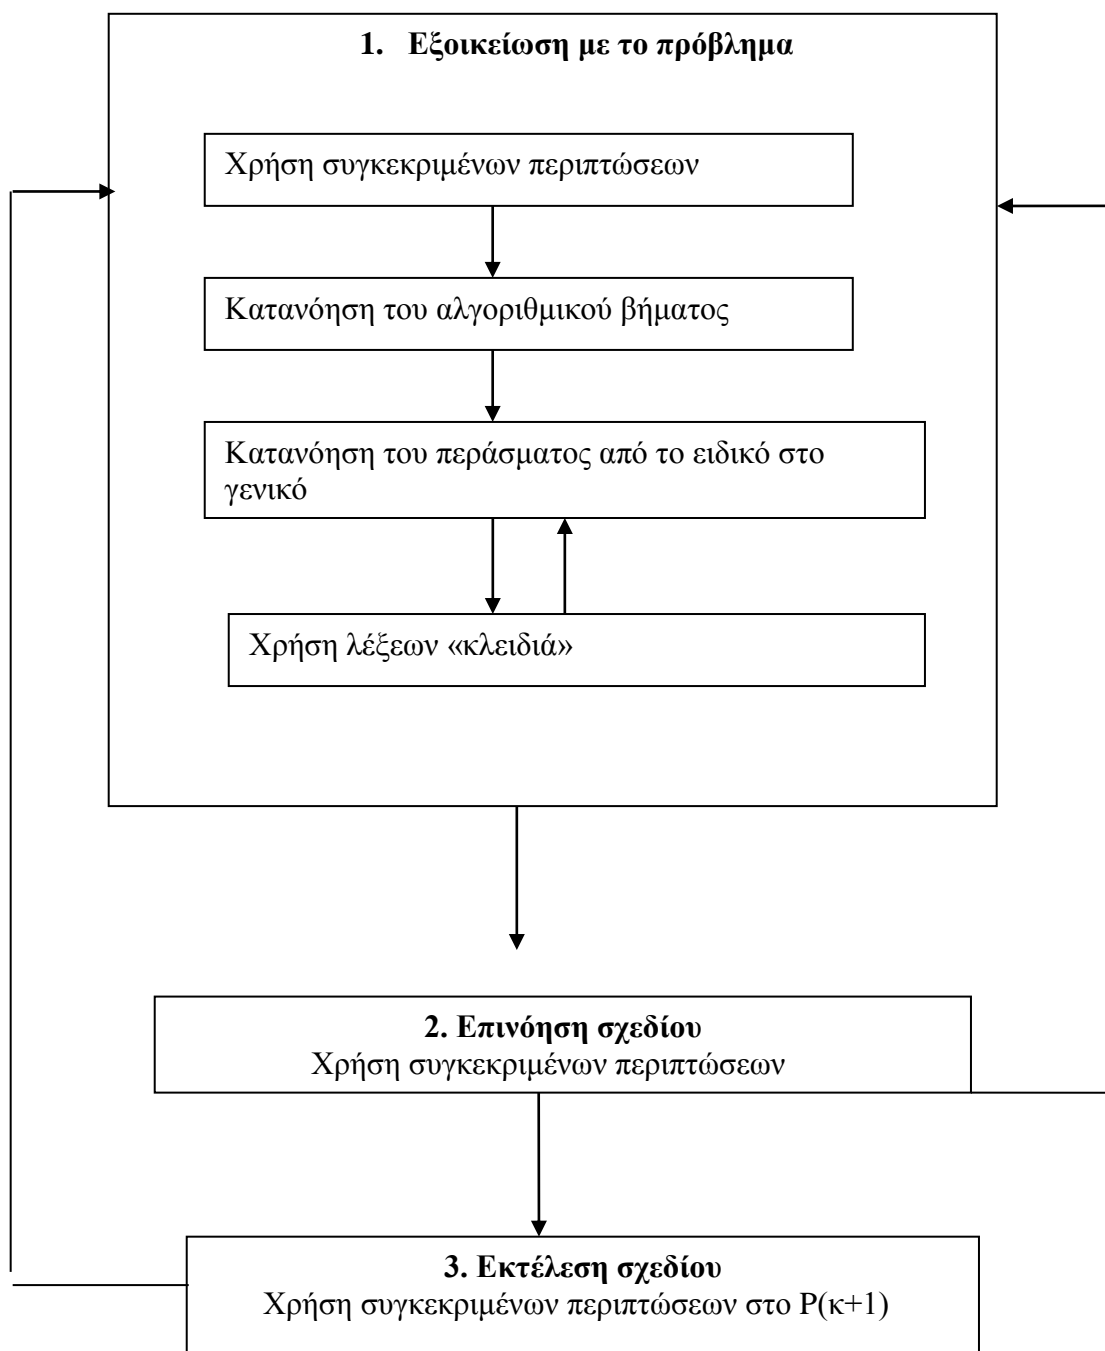 1. Εξοικείωση με το πρόβλημα
Χρήση συγκεκριμένων περιπτώσεων
Κατανόηση του αλγοριθμικού βήματος
Κατανόηση του περάσματος από το ειδικό στο
γενικό
Χρήση λέξεων «κλειδιά»
2. Επινόηση σχεδίου
Χρήση συγκεκριμένων περιπτώσεων
3. Εκτέλεση σχεδίου
Χρήση συγκεκριμένων περιπτώσεων στο P(κ+1)